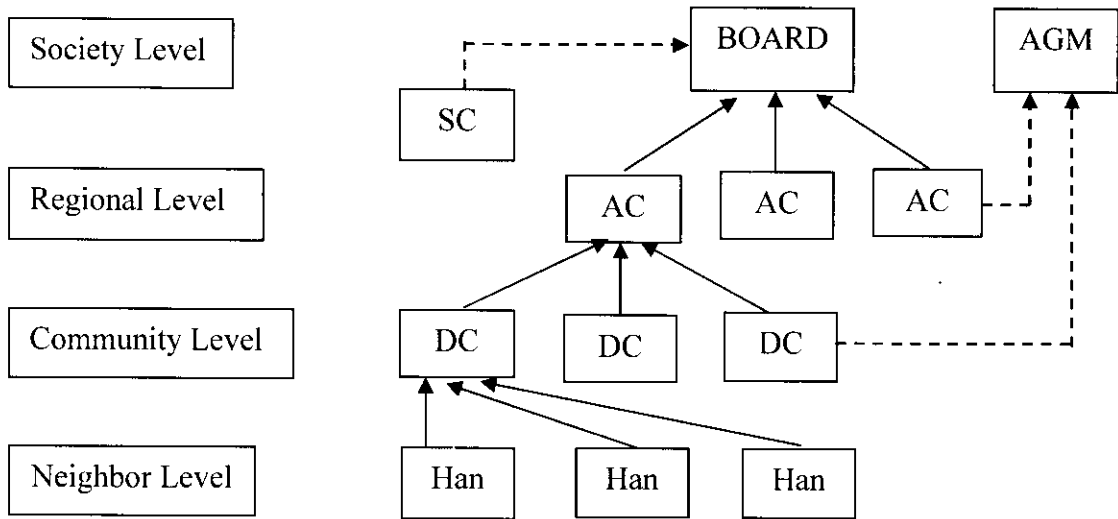 Society Level
BOARD
AGM
SC
Regional Level
AC
AC
AC
Community Level
DC
DC
DC
Neighbor Level
Han
Han
Han